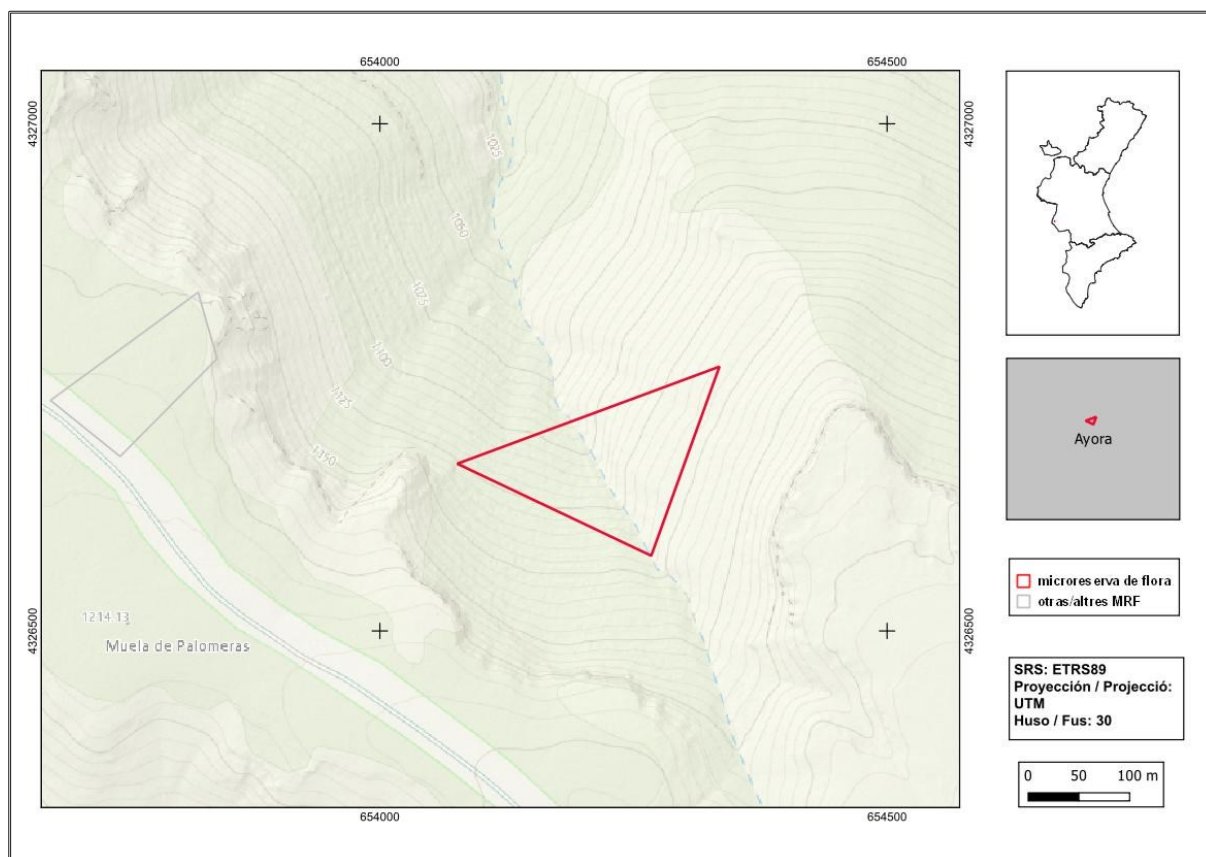 654000
654500
4327000
4327000
1025
1050
1075
1100
1125
1150
4326500
4326500
1214.13
Muela de Palomeras
654000
654500
Ayora
microreserva de flora
otras/altres MRF
SRS: ETRS89
Proyección / Projecció:
UTM
Huso / Fus: 30
0 50 100 m